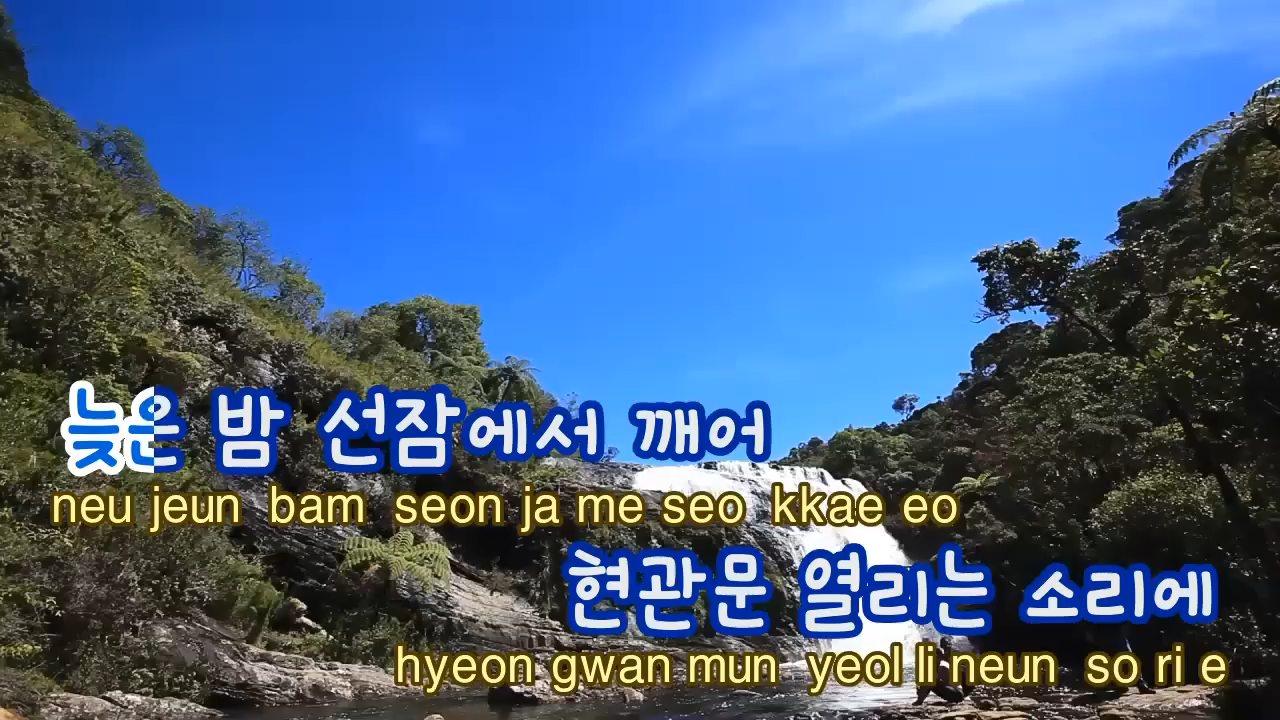 늦은 밤 선잠에서 깨어
neu jeun bam seon ja me seo kkae eo
현관문 열리는 소리에
hyeon gwan mun yeol li neun so ri e